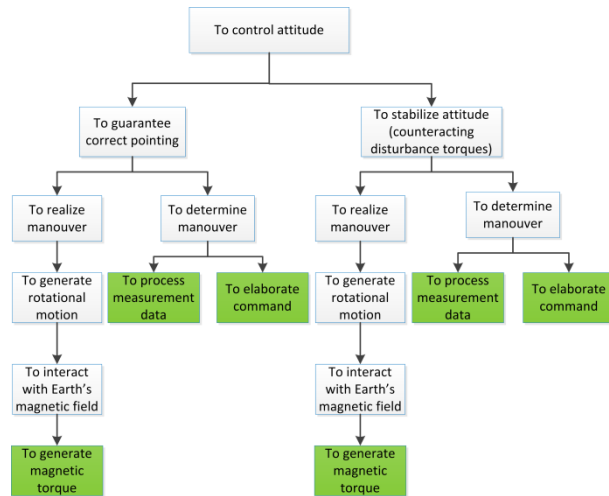 To control attitude
To guarantee
correct pointing
To stabilize attitude
(counteracting
disturbance torques)
To realize
manouver
To determine
manouver
To realize
manouver
To determine
manouver
To generate
rotational
motion
To process
measurement
data
To elaborate
command
To generate
rotational
motion
To process
measurement
data
To elaborate
command
To interact
with Earth's
magnetic field
To interact
with Earth's
magnetic field
To generate
magnetic
torque
To generate
magnetic
torque